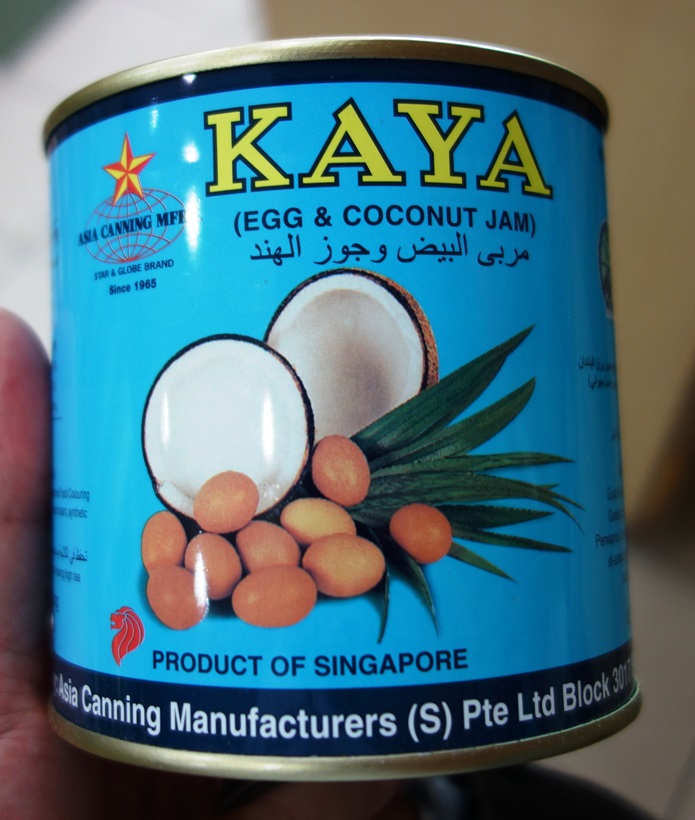 KAYA
(EGG & COCONUT JAM)
مربى البيض وجوز الهند
ASIA CANNING MFR
STAR & GLOBE BRAND
Since 1965
PRODUCT OF SINGAPORE
Asia Canning Manufacturers (S) Pte Ltd Block 3017